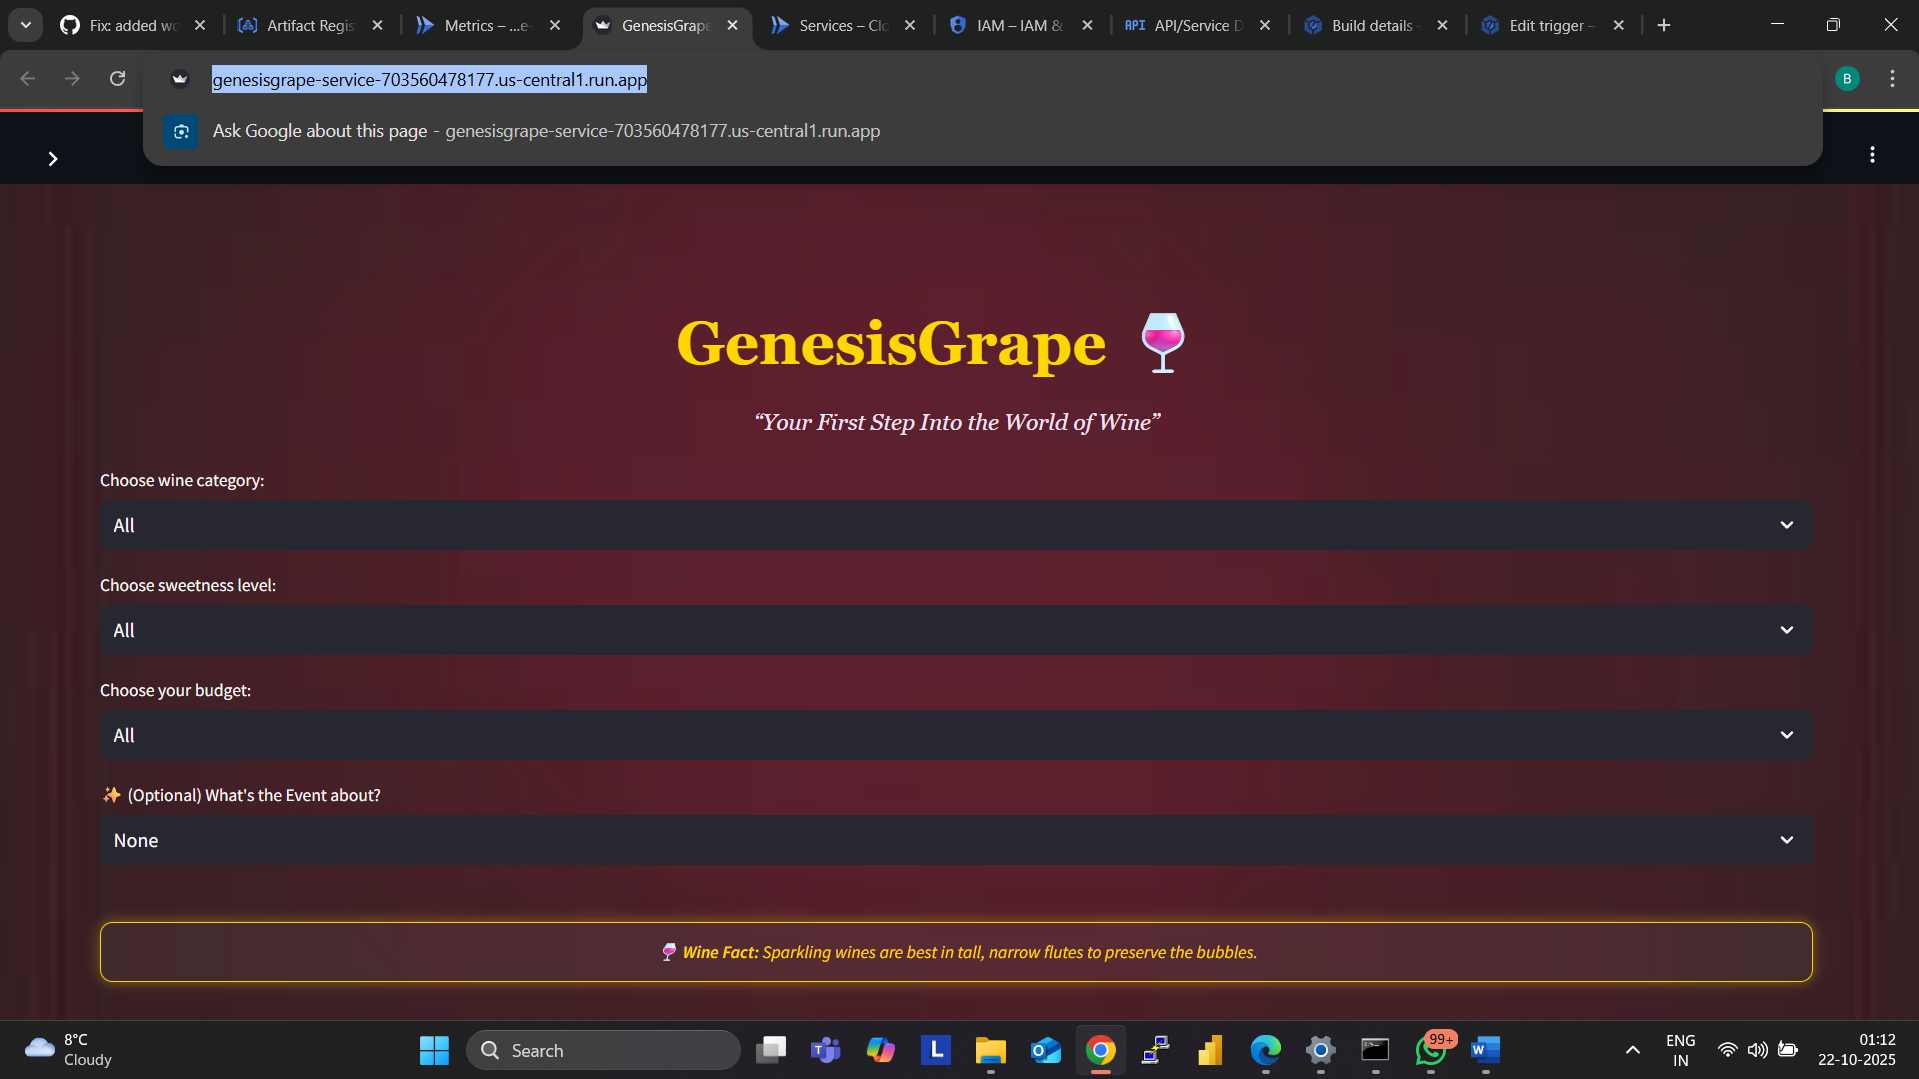 Fix: added wo
Artifact Regis
Metrics – ...e-
GenesisGrape
Services – Clo
IAM – IAM &
API API/Service D
Build details -
Edit trigger –
genesisgrape-service-703560478177.us-central1.run.app
B
Ask Google about this page - genesisgrape-service-703560478177.us-central1.run.app
GenesisGrape 🍷
“Your First Step Into the World of Wine”
Choose wine category:
All
Choose sweetness level:
All
Choose your budget:
All
✨ (Optional) What's the Event about?
None
🍷 Wine Fact: Sparkling wines are best in tall, narrow flutes to preserve the bubbles.
8°C
Cloudy
Search
L
99+
ENG
IN
01:12
22-10-2025